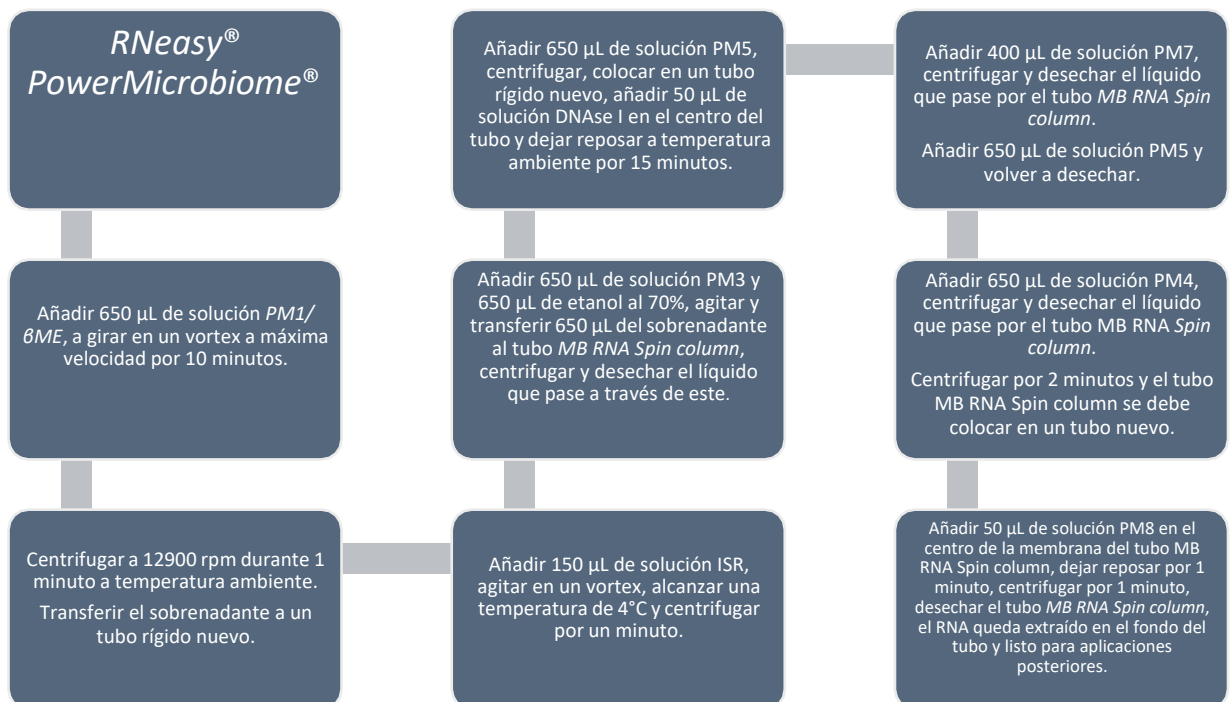 RNeasy®
PowerMicrobiome®
Añadir 650 µL de solución PM1/
βME, a girar en un vortex a máxima
velocidad por 10 minutos.
Centrifugar a 12900 rpm durante 1
minuto a temperatura ambiente.
Transferir el sobrenadante a un
tubo rígido nuevo.
Añadir 150 µL de solución ISR,
agitar en un vortex, alcanzar una
temperatura de 4°C y centrifugar
por un minuto.
Añadir 650 µL de solución PM3 y
650 µL de etanol al 70%, agitar y
transferir 650 µL del sobrenadante
al tubo MB RNA Spin column,
centrifugar y desechar el líquido
que pase a través de este.
Añadir 650 µL de solución PM5,
centrifugar, colocar en un tubo
rígido nuevo, añadir 50 µL de
solución DNAse I en el centro del
tubo y dejar reposar a temperatura
ambiente por 15 minutos.
Añadir 400 µL de solución PM7,
centrifugar y desechar el líquido
que pase por el tubo MB RNA Spin
column.
Añadir 650 µL de solución PM5 y
volver a desechar.
Añadir 650 µL de solución PM4,
centrifugar y desechar el líquido
que pase por el tubo MB RNA Spin
column.
Centrifugar por 2 minutos y el tubo
MB RNA Spin column se debe
colocar en un tubo nuevo.
Añadir 50 µL de solución PM8 en el
centro de la membrana del tubo MB
RNA Spin column, dejar reposar por 1
minuto, centrifugar por 1 minuto,
desechar el tubo MB RNA Spin column,
el RNA queda extraído en el fondo del
tubo y listo para aplicaciones
posteriores.